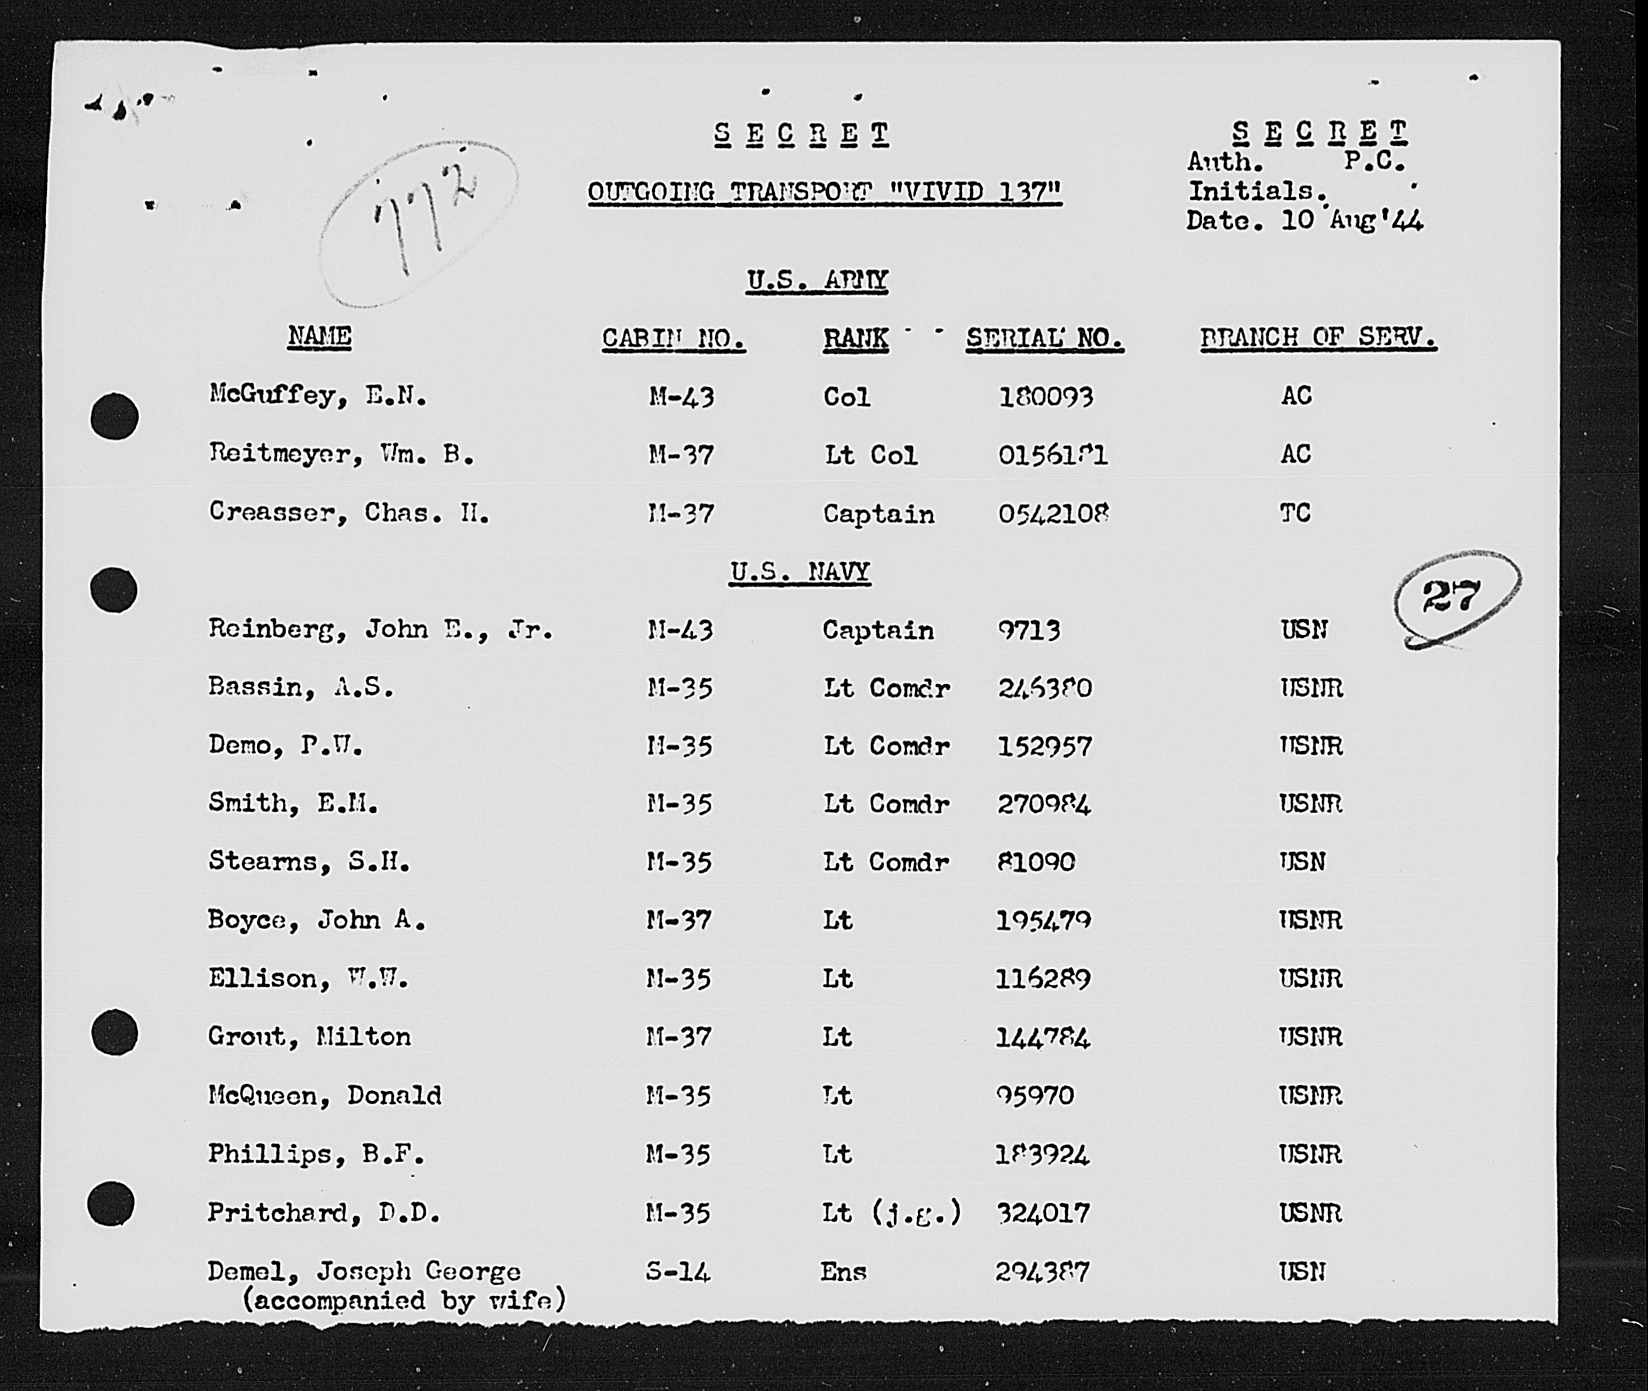 772
S E C R E T
S E C R E T
Auth. P.C.
OUTGOING TRANSPORT "VIVID 137"
Initials.
Date. 10 Aug'44
U.S. ARMY
NAME CABIN NO. RANK - - SERIAL NO. BRANCH OF SERV.
McGuffey, E.N. M-43 Col 180093 AC
Reitmeyer, Wm. B. M-37 Lt Col 0156181 AC
Creasser, Chas. H. M-37 Captain 0542108 TC
U.S. NAVY
27
Reinberg, John E., Jr. M-43 Captain 9713 USN
Bassin, A.S. M-35 Lt Comdr 246380 USNR
Demo, P.W. M-35 Lt Comdr 152957 USNR
Smith, E.M. M-35 Lt Comdr 270984 USNR
Stearns, S.H. M-35 Lt Comdr 81090 USN
Boyce, John A. M-37 Lt 195479 USNR
Ellison, W.W. M-35 Lt 116289 USNR
Grout, Milton M-37 Lt 144784 USNR
McQueen, Donald M-35 Lt 95970 USNR
Phillips, B.F. M-35 Lt 183924 USNR
Pritchard, D.D. M-35 Lt (j.g.) 324017 USNR
Demel, Joseph George S-14 Ens 294387 USN
(accompanied by wife)